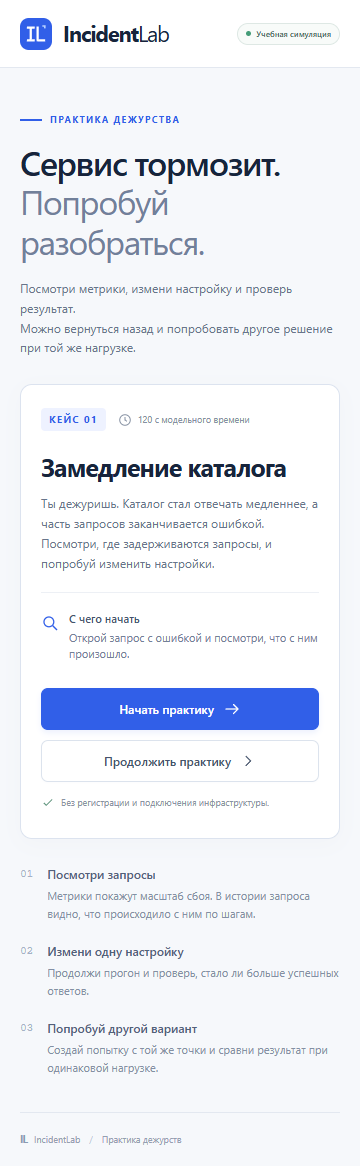 IL IncidentLab
Учебная симуляция
ПРАКТИКА ДЕЖУРСТВА
Сервис тормозит.
Попробуй
разобраться.
Посмотри метрики, измени настройку и проверь
результат.
Можно вернуться назад и попробовать другое решение
при той же нагрузке.
КЕЙС 01
120 с модельного времени
Замедление каталога
Ты дежуришь. Каталог стал отвечать медленнее, а
часть запросов заканчивается ошибкой.
Посмотри, где задерживаются запросы, и
попробуй изменить настройки.
С чего начать
Открой запрос с ошибкой и посмотри, что с ним
произошло.
Начать практику
Продолжить практику
Без регистрации и подключения инфраструктуры.
01 Посмотри запросы
Метрики покажут масштаб сбоя. В истории запроса
видно, что происходило с ним по шагам.
02 Измени одну настройку
Продолжи прогон и проверь, стало ли больше успешных
ответов.
03 Попробуй другой вариант
Создай попытку с той же точки и сравни результат при
одинаковой нагрузке.
IL IncidentLab / Практика дежурств